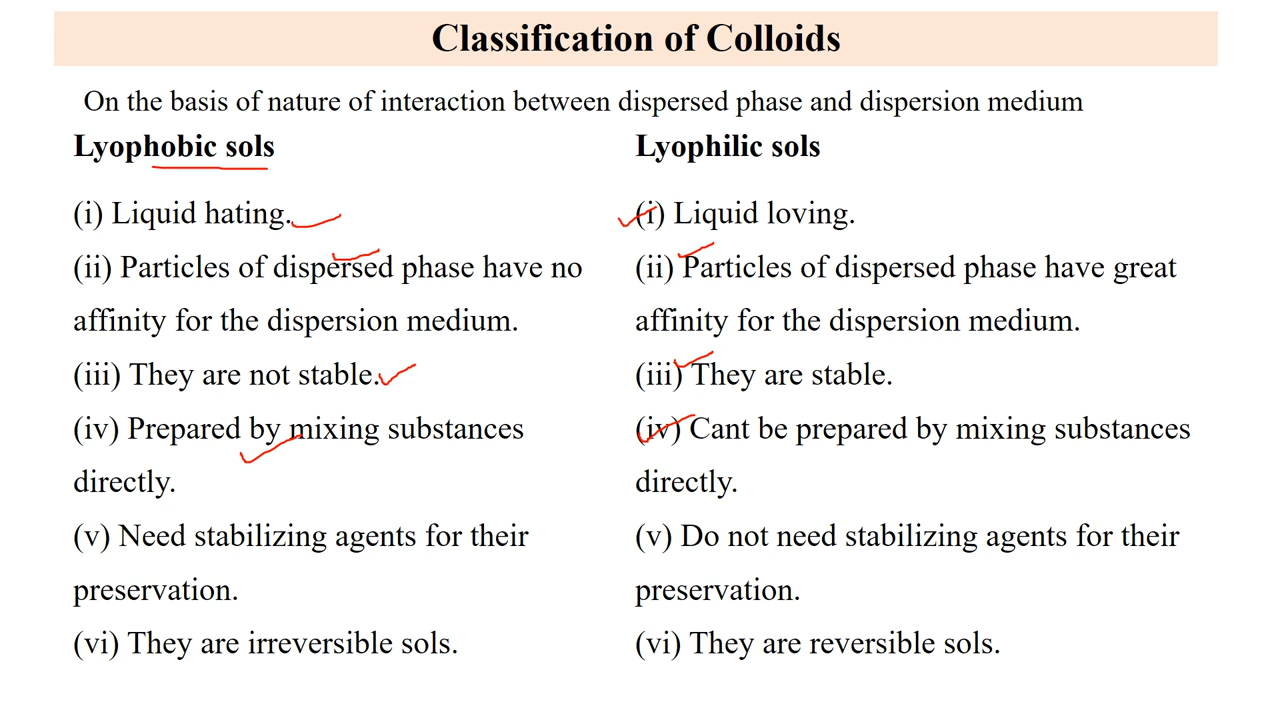 Classification of Colloids
On the basis of nature of interaction between dispersed phase and dispersion medium
Lyophobic sols
(i) Liquid hating.
(ii) Particles of dispersed phase have no
affinity for the dispersion medium.
(iii) They are not stable.
(iv) Prepared by mixing substances
directly.
(v) Need stabilizing agents for their
preservation.
(vi) They are irreversible sols.
Lyophilic sols
(i) Liquid loving.
(ii) Particles of dispersed phase have great
affinity for the dispersion medium.
(iii) They are stable.
(iv) Cant be prepared by mixing substances
directly.
(v) Do not need stabilizing agents for their
preservation.
(vi) They are reversible sols.